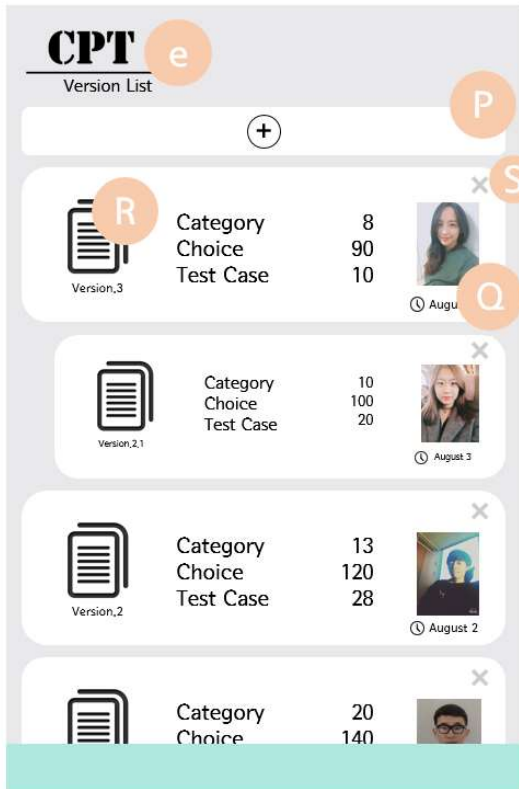 CPT
e
Version List
P
+
S
R
Category 8
Choice 90
Test Case 10
Version.3
Q
Augu
Category 10
Choice 100
Test Case 20
Version.2.1
August 3
Category 13
Choice 120
Test Case 28
Version.2
August 2
Category 20
Choice 140